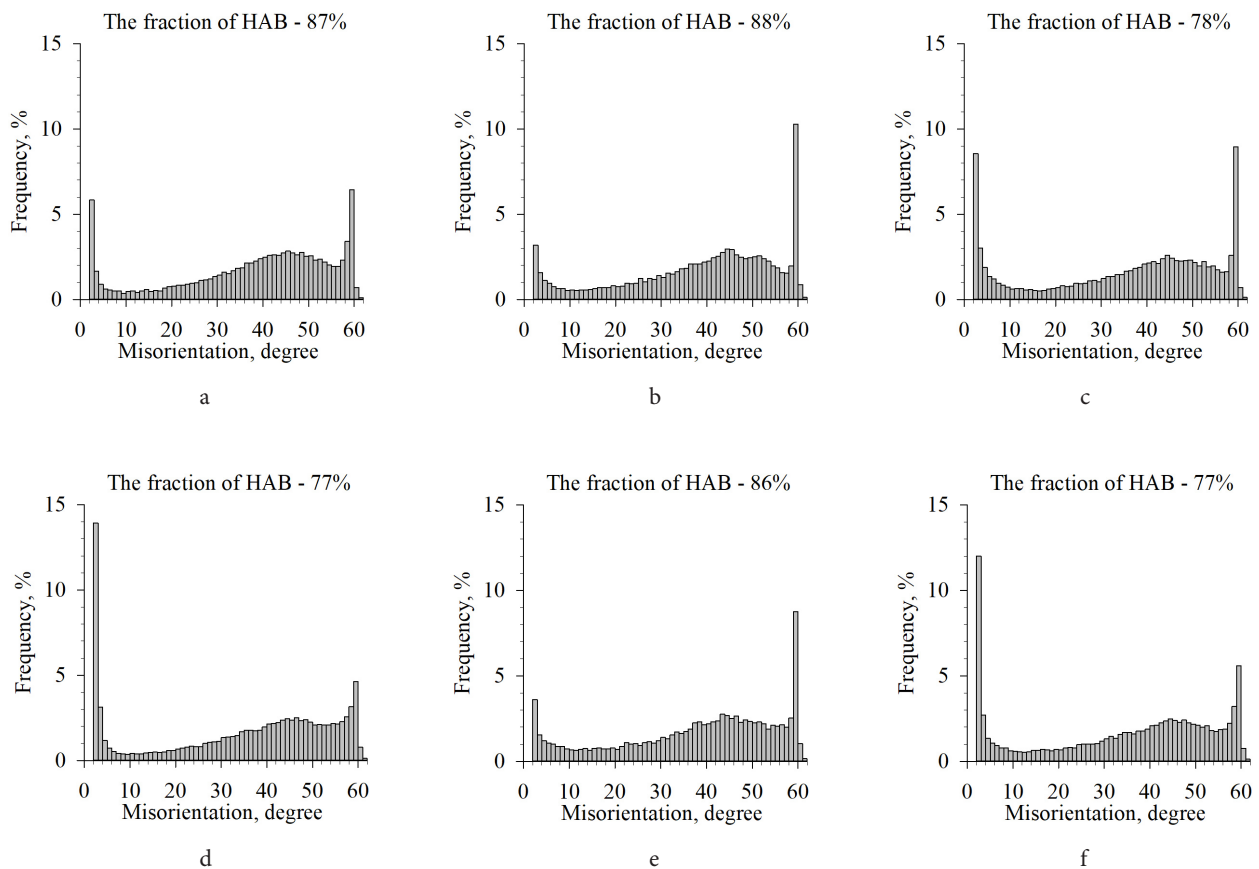 The fraction of HAB - 87%
15
10
5
0
Frequency, %
0 10 20 30 40 50 60
Misorientation, degree
a
The fraction of HAB - 88%
15
10
5
0
Frequency, %
0 10 20 30 40 50 60
Misorientation, degree
b
The fraction of HAB - 78%
15
10
5
0
Frequency, %
0 10 20 30 40 50 60
Misorientation, degree
c
The fraction of HAB - 77%
15
10
5
0
Frequency, %
0 10 20 30 40 50 60
Misorientation, degree
d
The fraction of HAB - 86%
15
10
5
0
Frequency, %
0 10 20 30 40 50 60
Misorientation, degree
e
The fraction of HAB - 77%
15
10
5
0
Frequency, %
0 10 20 30 40 50 60
Misorientation, degree
f